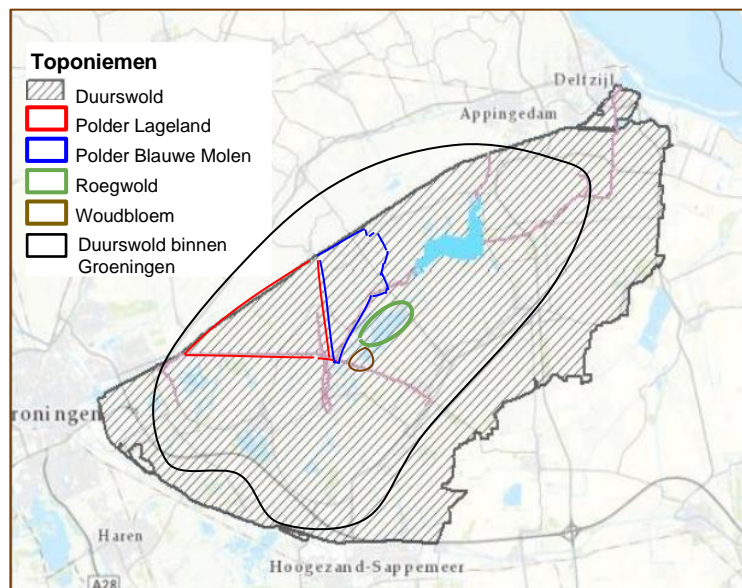 Toponiemen
Duurswold
Polder Lageland
Polder Blauwe Molen
Roegwold
Woudbloem
Duurswold binnen
Groeningen
Delfzijl
Appingedam
roningen
Haren
Hoogezand-Sappemeer
A28